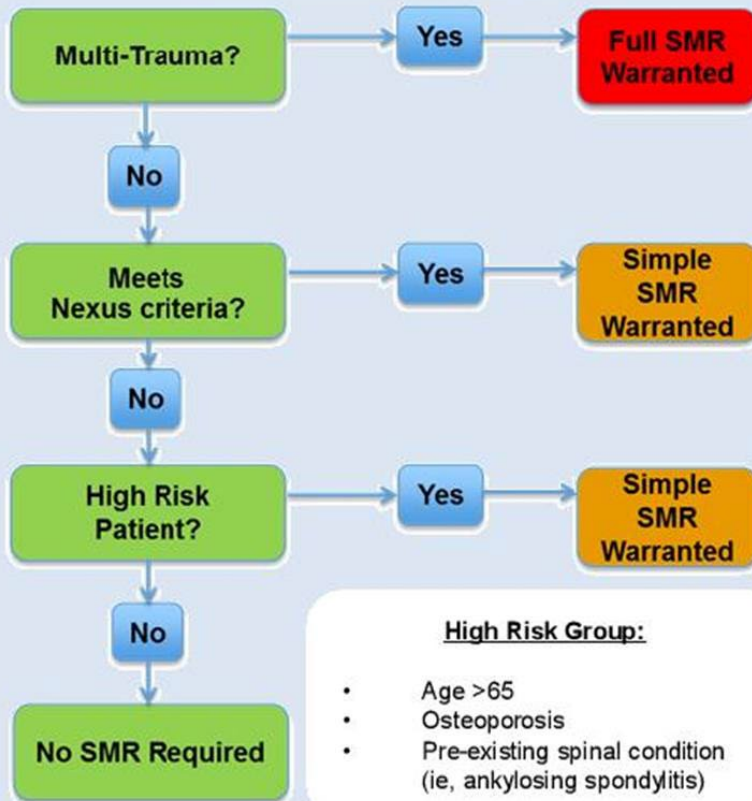 Multi-Trauma?
Yes
Full SMR
Warranted
No
Meets
Nexus criteria?
Yes
Simple
SMR
Warranted
No
High Risk
Patient?
Yes
Simple
SMR
Warranted
No
No SMR Required
High Risk Group:
• Age >65
• Osteoporosis
• Pre-existing spinal condition
(ie, ankylosing spondylitis)